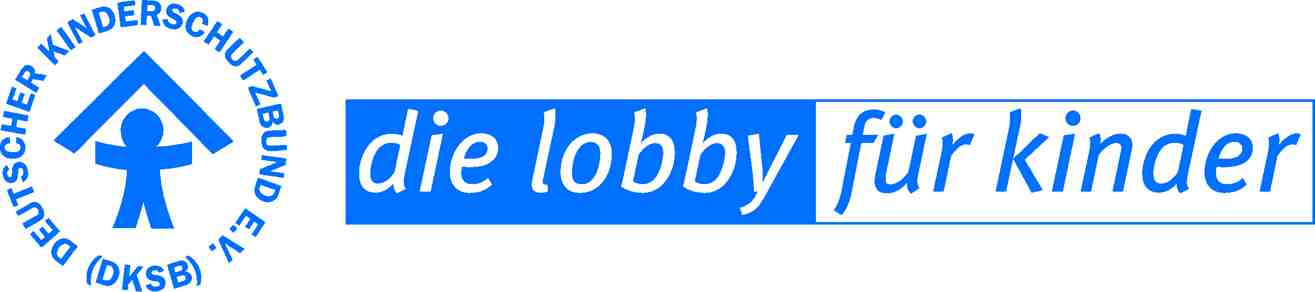 DEUTSCHER KINDERSCHUTZBUND E.V.
(DKSB)
die lobby für kinder